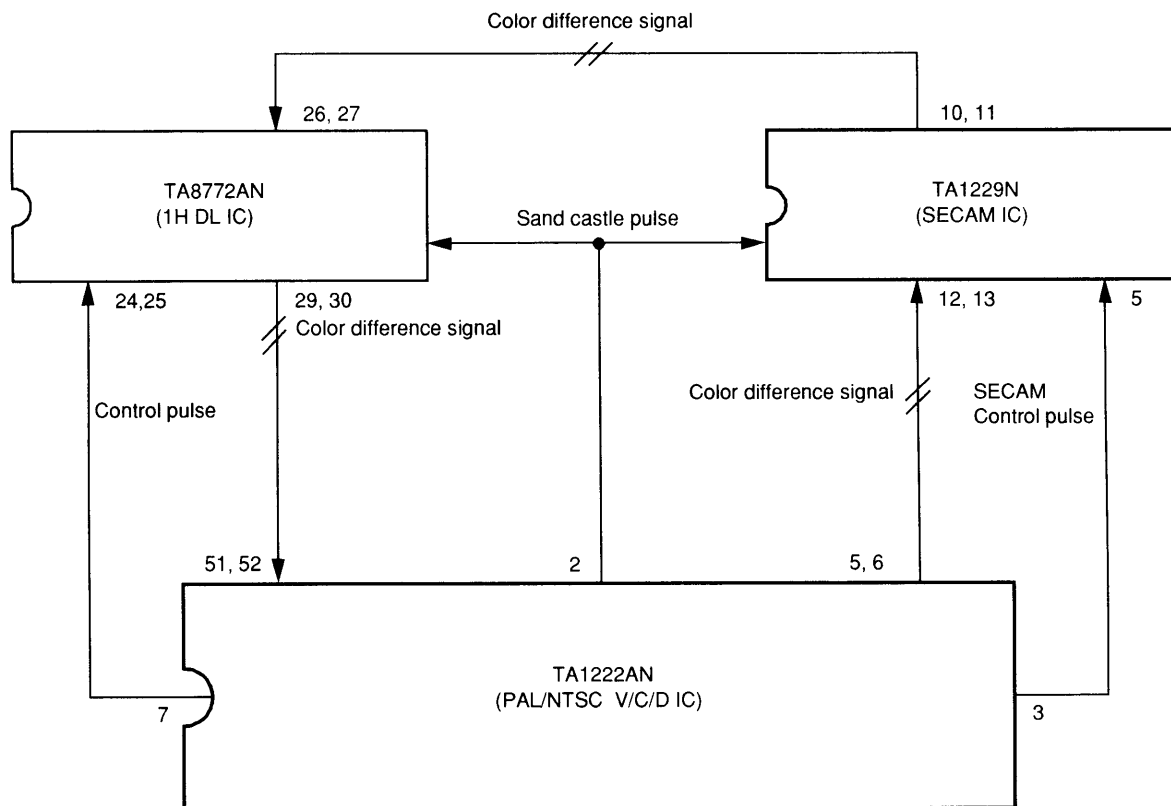 Color difference signal
26, 27
10, 11
TA8772AN
(1H DL IC)
TA1229N
(SECAM IC)
Sand castle pulse
24,25
29, 30
12, 13
5
Color difference signal
Color difference signal
SECAM
Control pulse
Control pulse
51, 52
2
5, 6
TA1222AN
(PAL/NTSC V/C/D IC)
7
3